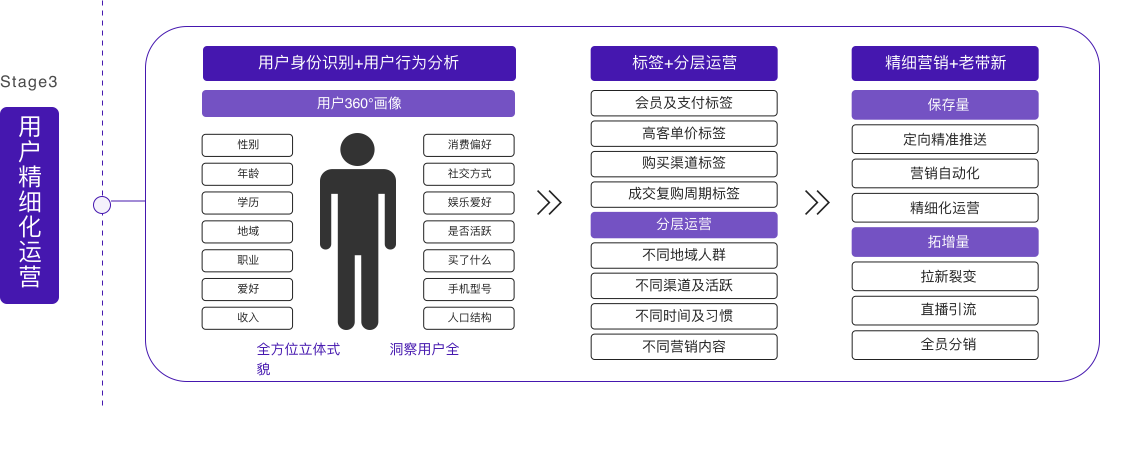 Stage3
用户精细化运营
用户身份识别+用户行为分析
用户360°画像
性别
年龄
学历
地域
职业
爱好
收入
消费偏好
社交方式
娱乐爱好
是否活跃
买了什么
手机型号
人口结构
全方位立体式 洞察用户全
貌
标签+分层运营
会员及支付标签
高客单价标签
购买渠道标签
成交复购周期标签
分层运营
不同地域人群
不同渠道及活跃
不同时间及习惯
不同营销内容
精细营销+老带新
保存量
定向精准推送
营销自动化
精细化运营
拓增量
拉新裂变
直播引流
全员分销